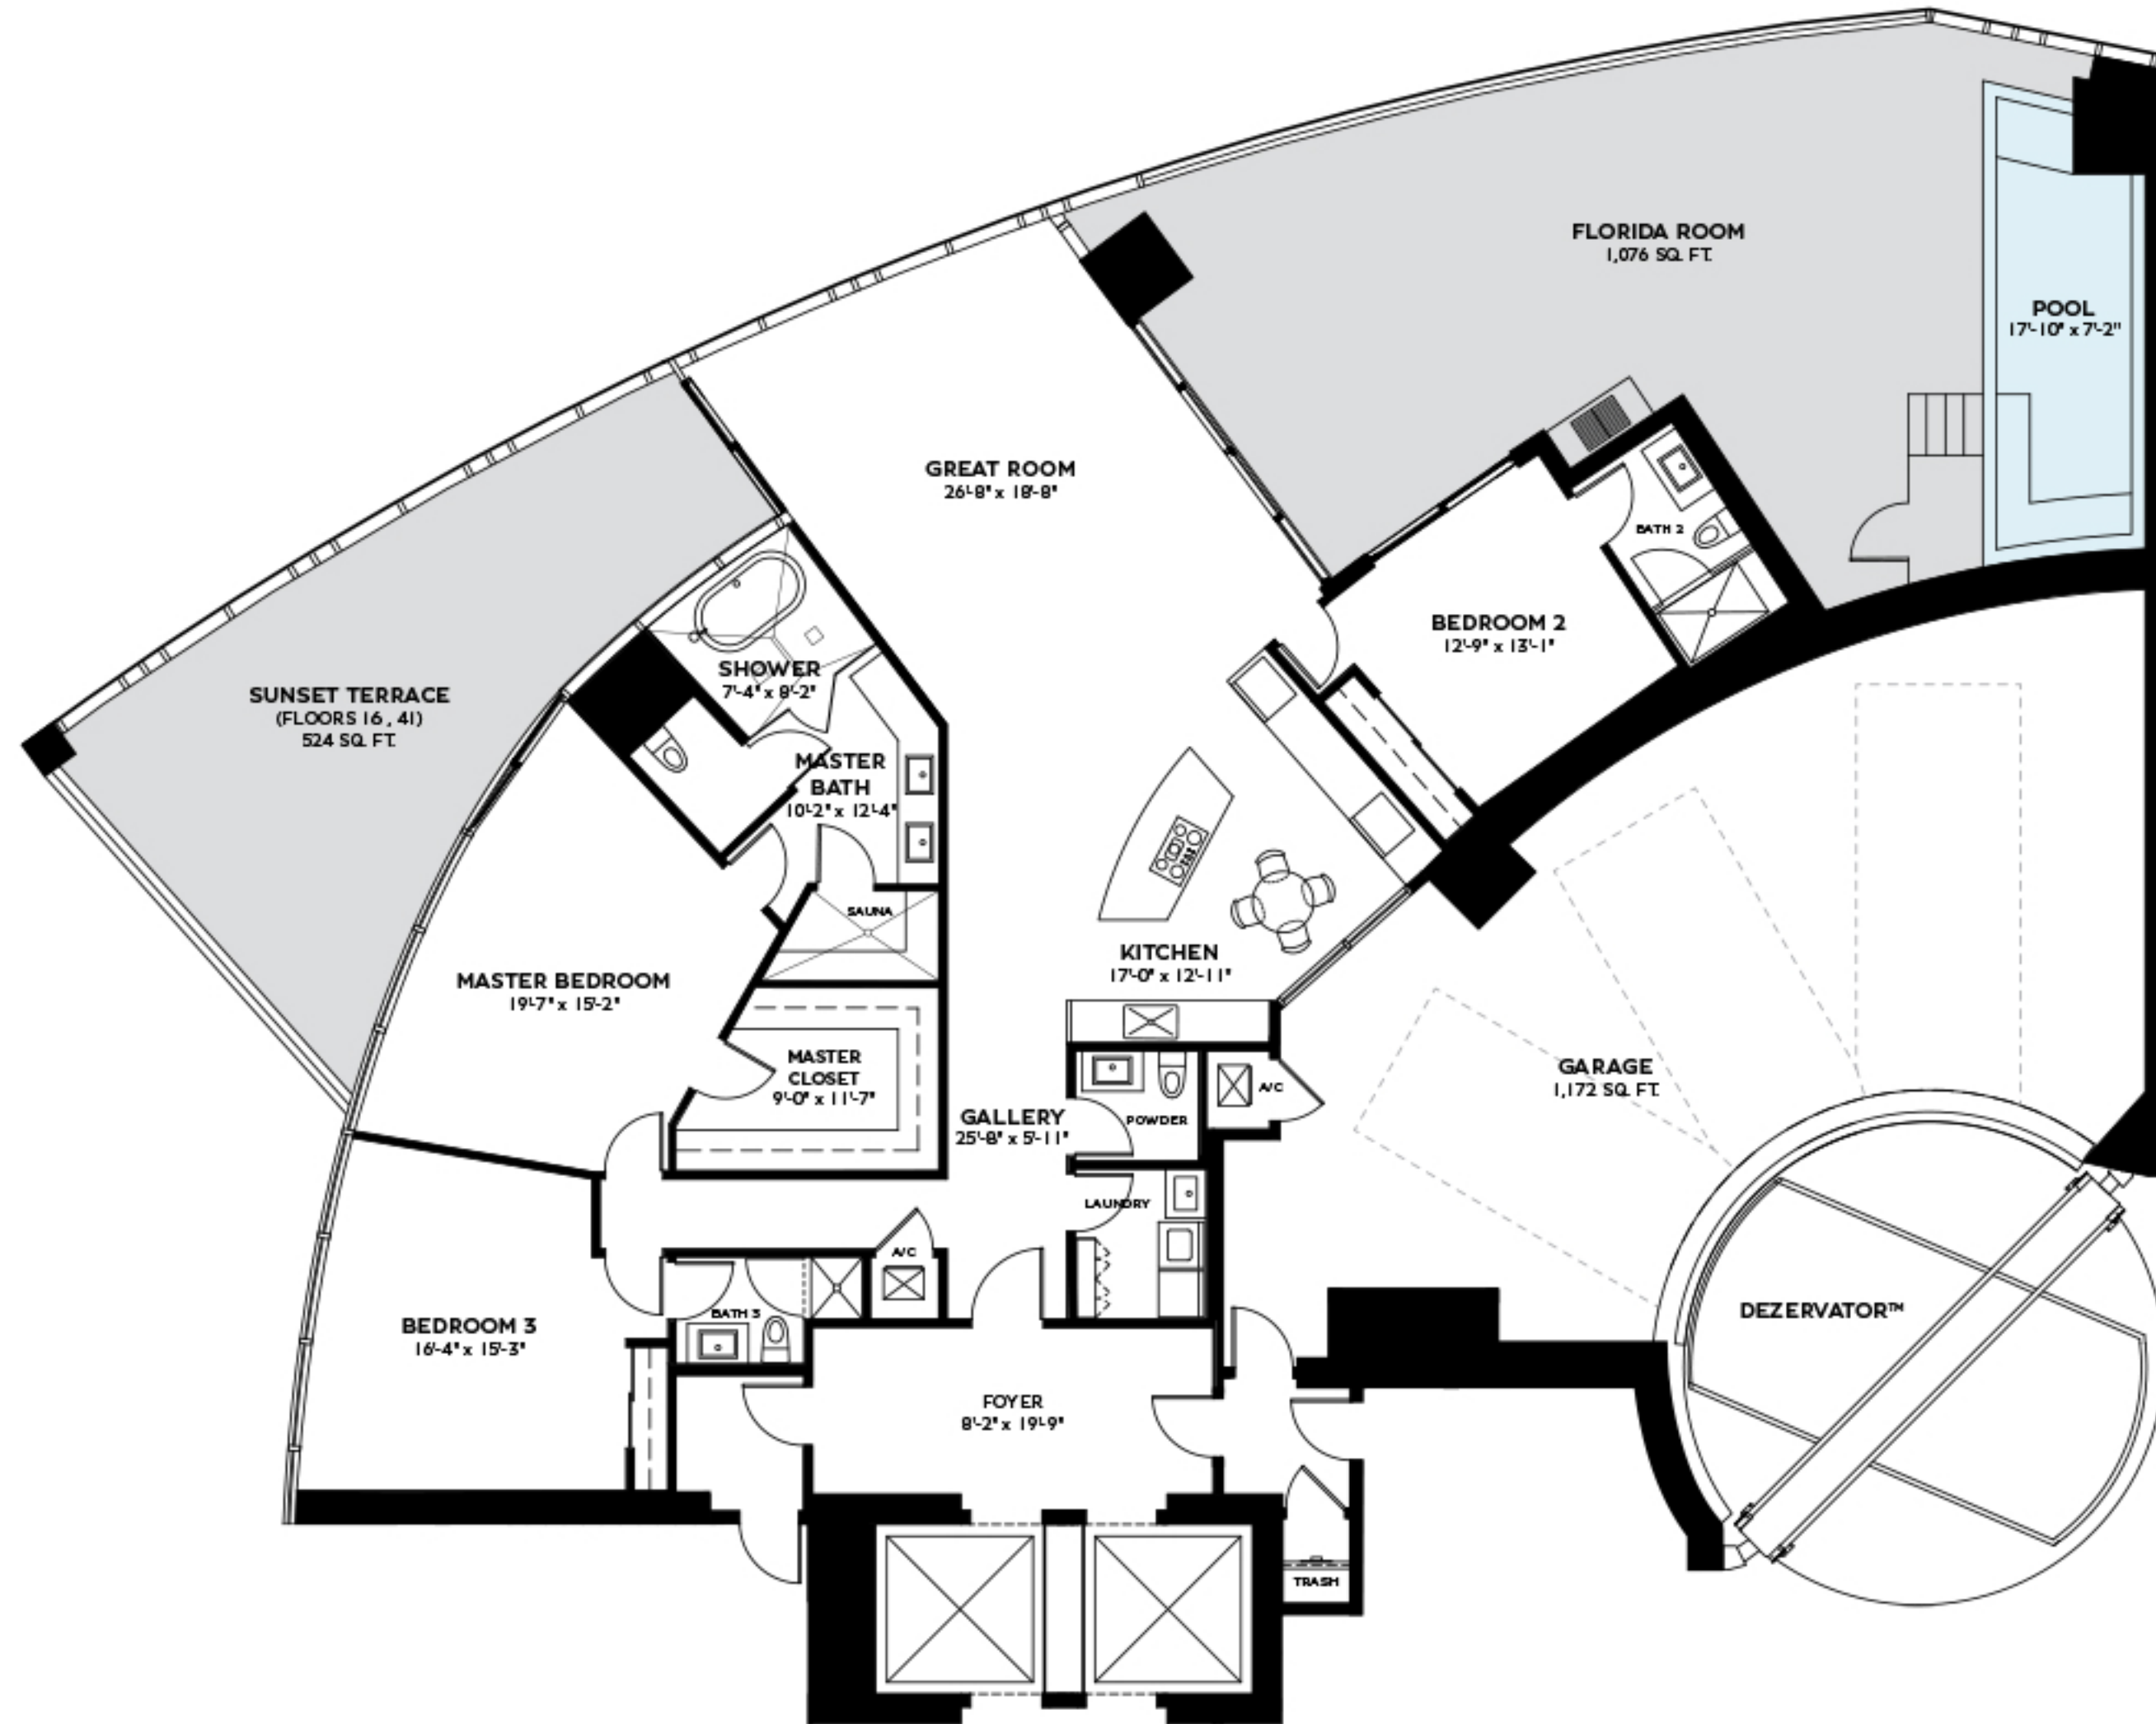 FLORIDA ROOM
1,076 SQ. FT.
POOL
17'-10" x 7'-2"
GREAT ROOM
26'-8" x 18'-8"
BATH 2
BEDROOM 2
12'-9" x 13'-1"
SHOWER
7'-4" x 8'-2"
SUNSET TERRACE
(FLOORS 16 , 41)
524 SQ. FT.
MASTER
BATH
10'-2" x 12'-4"
SAUNA
KITCHEN
17'-0" x 12'-11"
MASTER BEDROOM
19'-7" x 15'-2"
MASTER
CLOSET
9'-0" x 11'-7"
GARAGE
1,172 SQ. FT.
A/C
GALLERY
25'-8" x 5'-11"
POWDER
LAUNDRY
A/C
BATH 3
DEZERVATOR™
BEDROOM 3
16'-4" x 15'-3"
FOYER
8'-2" x 19'-9"
TRASH